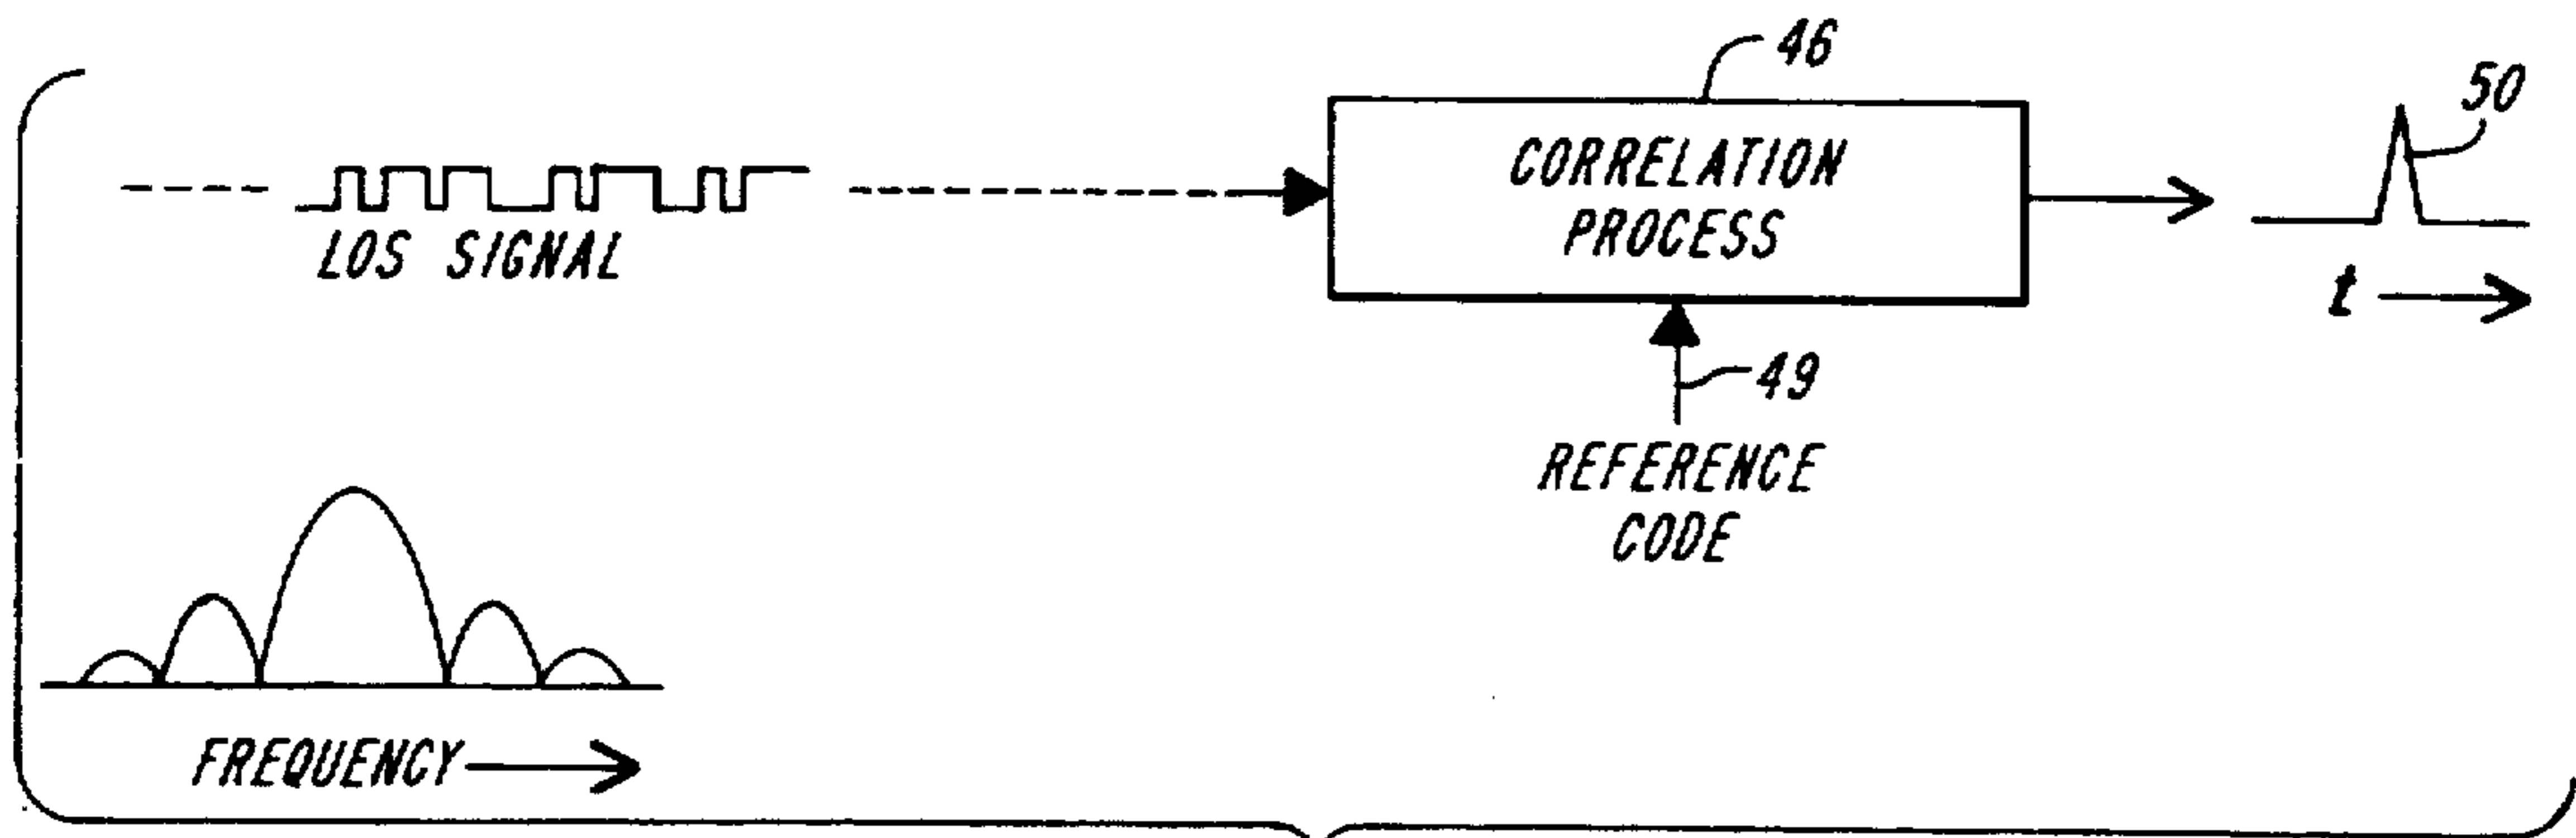 46
50
CORRELATION
PROCESS
LOS SIGNAL
t
49
REFERENCE
CODE
FREQUENCY